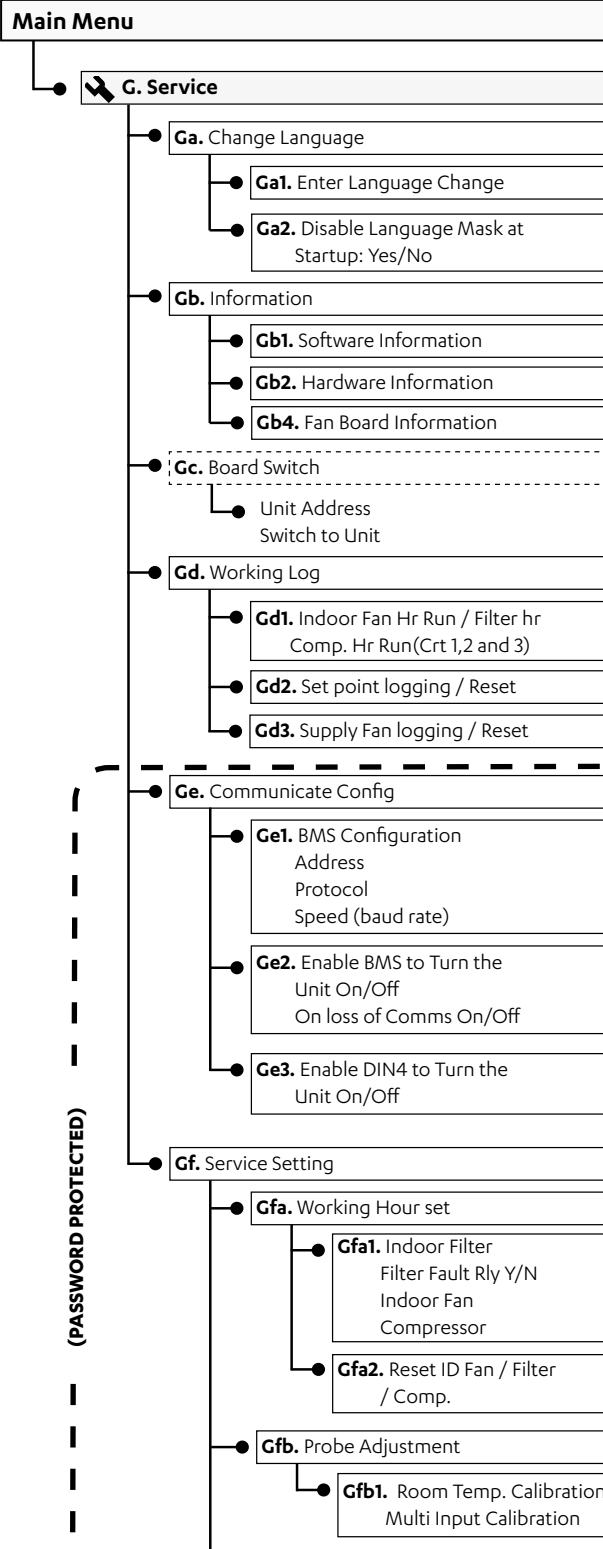 Main Menu
G. Service
Ga. Change Language
Ga1. Enter Language Change
Ga2. Disable Language Mask at
Startup: Yes/No
Gb. Information
Gb1. Software Information
Gb2. Hardware Information
Gb4. Fan Board Information
Gc. Board Switch
Unit Address
Switch to Unit
Gd. Working Log
Gd1. Indoor Fan Hr Run / Filter hr
Comp. Hr Run(Crt 1,2 and 3)
Gd2. Set point logging / Reset
Gd3. Supply Fan logging / Reset
(PASSWORD PROTECTED)
Ge. Communicate Config
Ge1. BMS Configuration
Address
Protocol
Speed (baud rate)
Ge2. Enable BMS to Turn the
Unit On/Off
On loss of Comms On/Off
Ge3. Enable DIN4 to Turn the
Unit On/Off
Gf. Service Setting
Gfa. Working Hour set
Gfa1. Indoor Filter
Filter Fault Rly Y/N
Indoor Fan
Compressor
Gfa2. Reset ID Fan / Filter
/ Comp.
Gfb. Probe Adjustment
Gfb1. Room Temp. Calibration
Multi Input Calibration